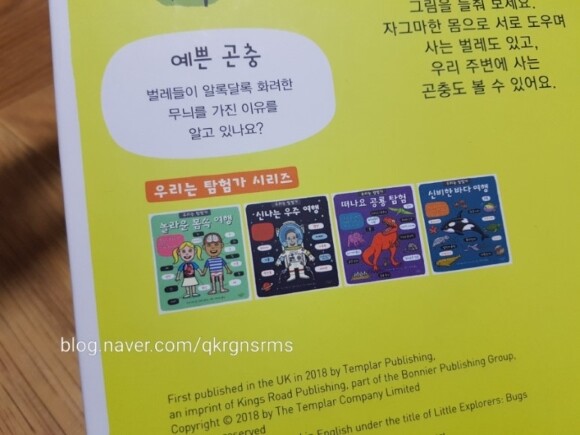 그림을 들춰 보세요.
자그마한 몸으로 서로 도우며
사는 벌레도 있고,
우리 주변에 사는
곤충도 볼 수 있어요.
예쁜 곤충
벌레들이 알록달록 화려한
무늬를 가진 이유를
알고 있나요?
우리는 탐험가 시리즈
놀라운 몸속 여행
신나는 우주 여행
떠나요 공룡 탐험
신비한 바다 여행
blog.naver.com/qkrgnsrms
First published in the UK in 2018 by Templar Publishing,
an imprint of Kings Road Publishing, part of the Bonnier Publishing Group,
Copyright © 2018 by The Templar Company Limited
reserved
in English under the title of Little Explorers: Bugs